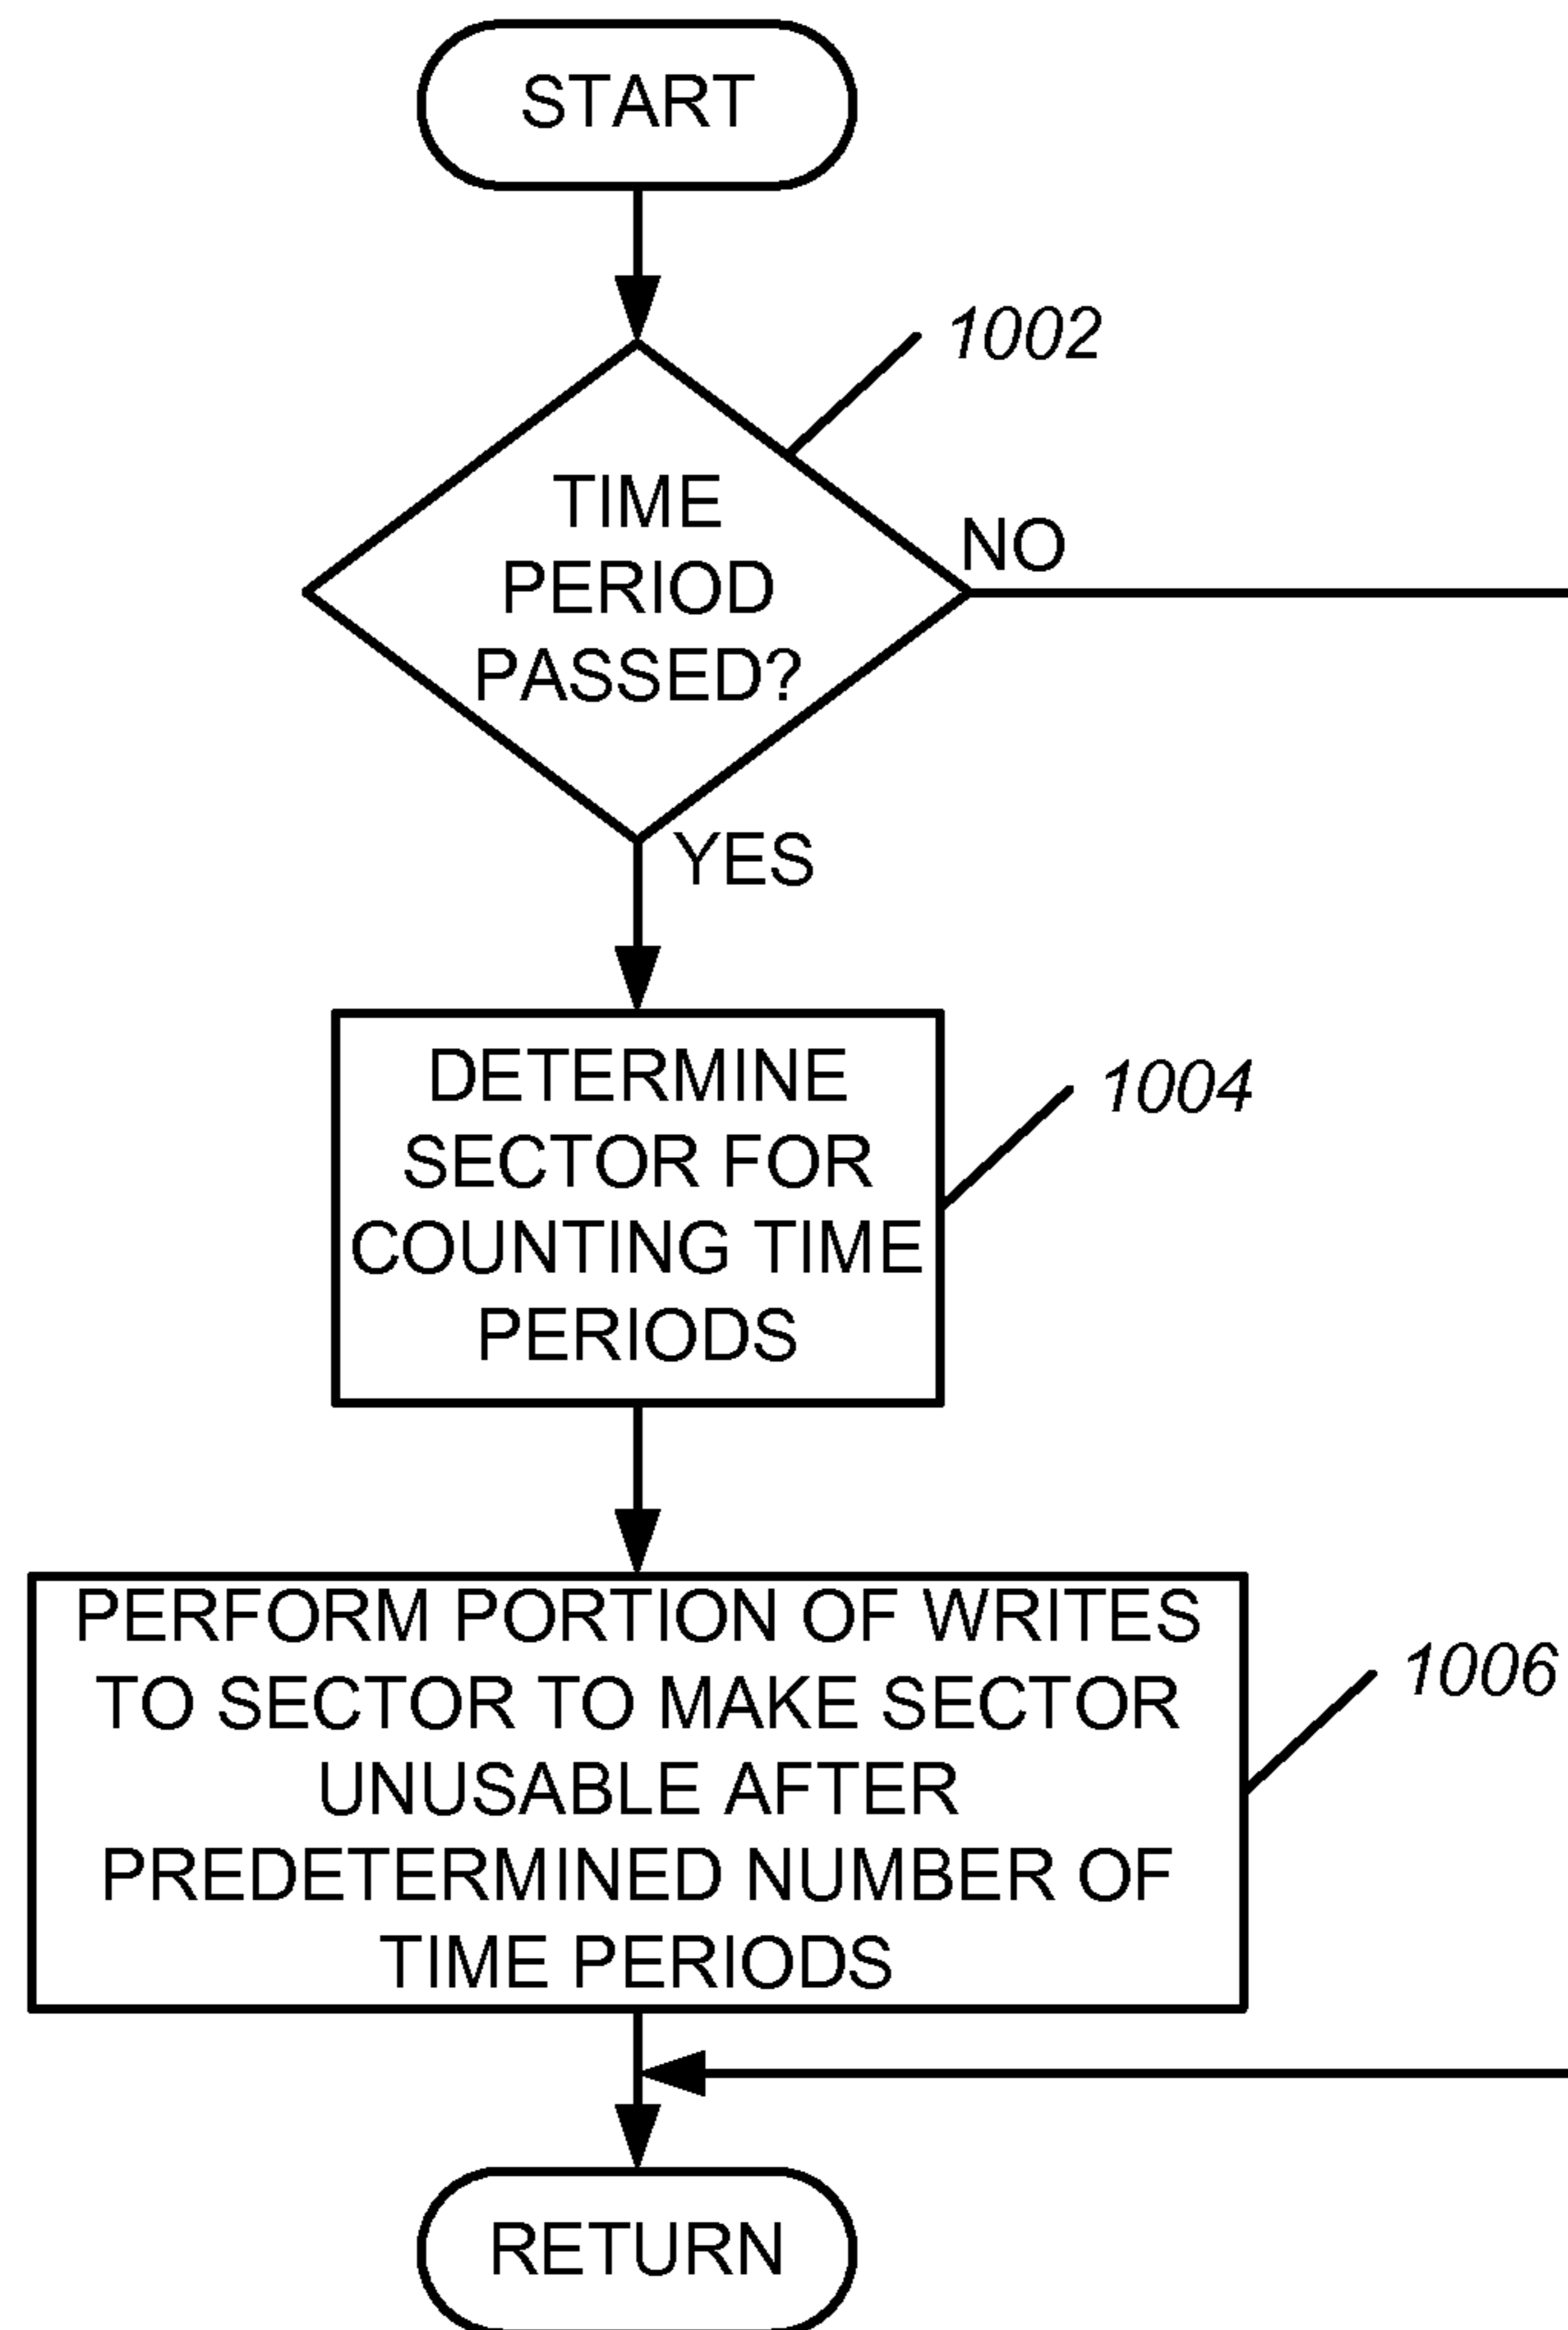 START
1002
TIME
PERIOD
PASSED?
NO
YES
DETERMINE
SECTOR FOR
COUNTING TIME
PERIODS
1004
PERFORM PORTION OF WRITES
TO SECTOR TO MAKE SECTOR
UNUSABLE AFTER
PREDETERMINED NUMBER OF
TIME PERIODS
1006
RETURN